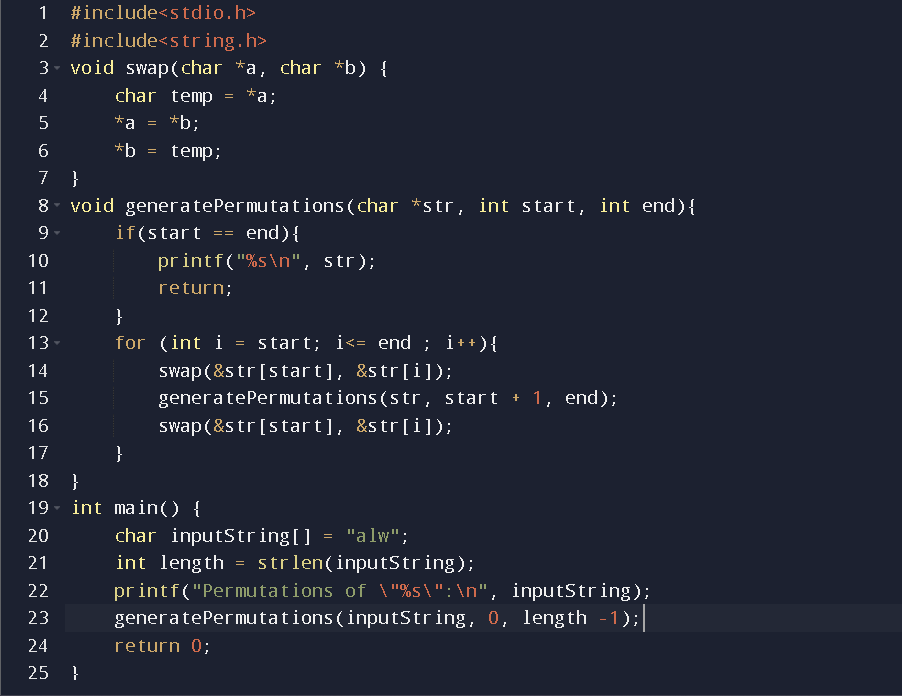 1 #include<stdio.h>
2 #include<string.h>
3 void swap(char *a, char *b) {
4     char temp = *a;
5     *a = *b;
6     *b = temp;
7 }
8 void generatePermutations(char *str, int start, int end){
9     if(start == end){
10         printf("%s\n", str);
11         return;
12     }
13     for (int i = start; i<= end ; i++){
14         swap(&str[start], &str[i]);
15         generatePermutations(str, start + 1, end);
16         swap(&str[start], &str[i]);
17     }
18 }
19 int main() {
20     char inputString[] = "alw";
21     int length = strlen(inputString);
22     printf("Permutations of \"%s\":\n", inputString);
23     generatePermutations(inputString, 0, length -1);
24     return 0;
25 }